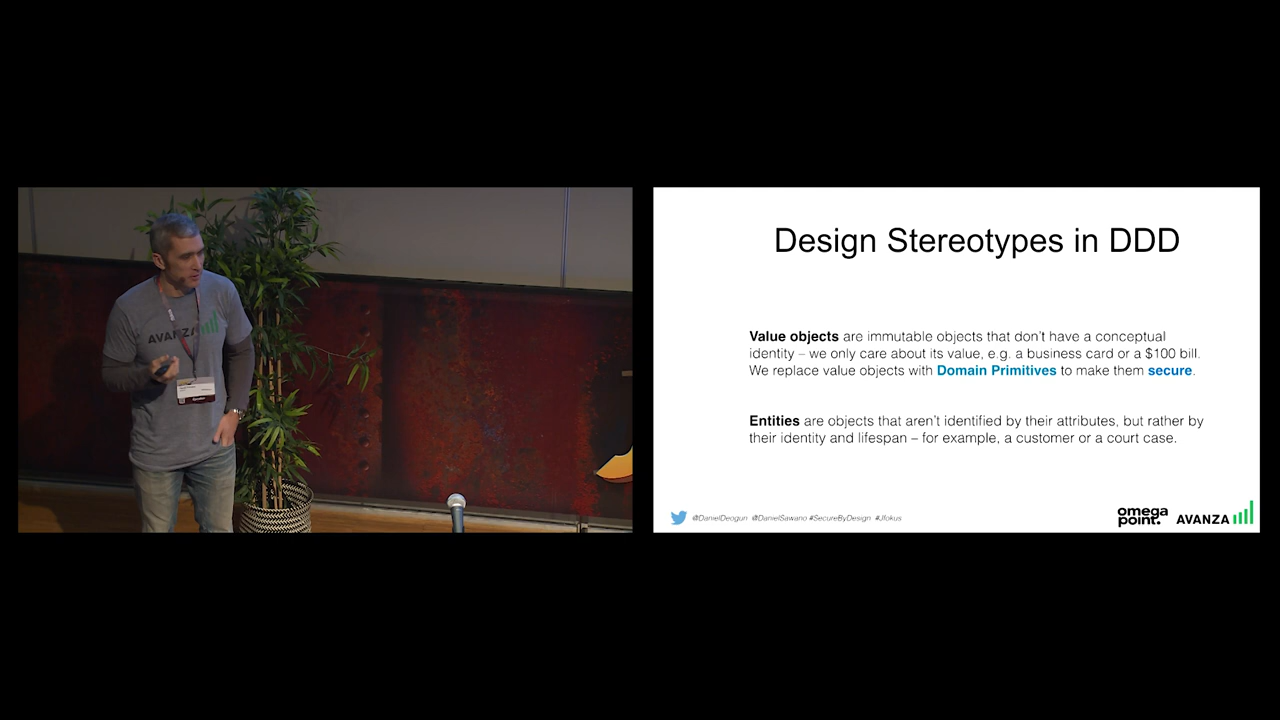 AVANZA
Design Stereotypes in DDD
Value objects are immutable objects that don't have a conceptual
identity – we only care about its value, e.g. a business card or a $100 bill.
We replace value objects with Domain Primitives to make them secure.
Entities are objects that aren't identified by their attributes, but rather by
their identity and lifespan – for example, a customer or a court case.
@DanielDeogun @DanielSawano #SecureByDesign #Jfokus
omega
point.
AVANZA